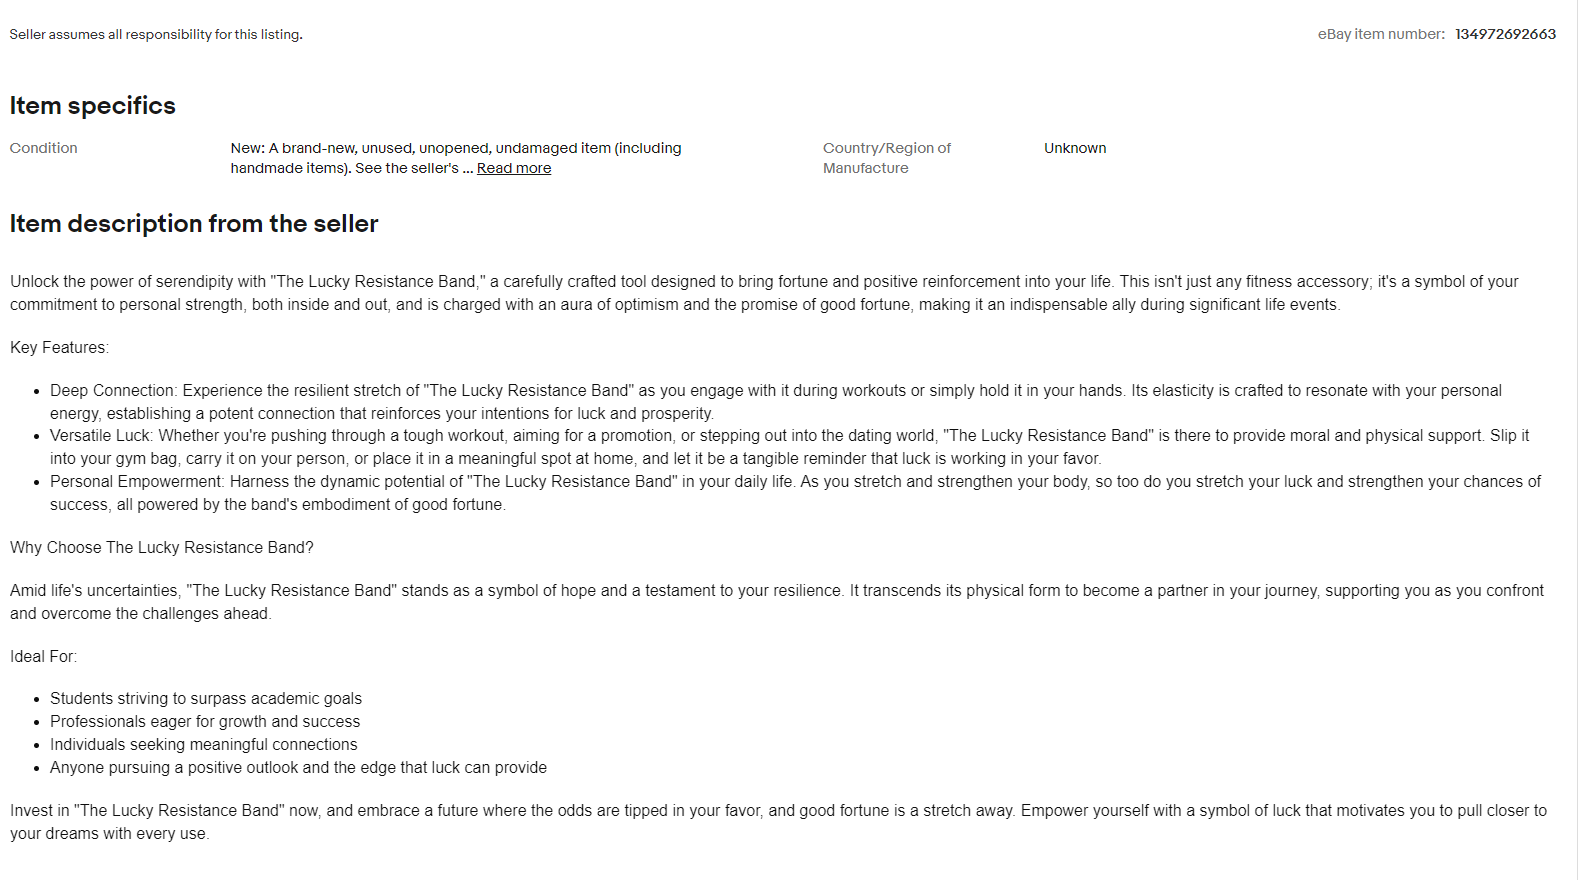 Seller assumes all responsibility for this listing.
eBay item number: 134972692663
Item specifics
Condition
New: A brand-new, unused, unopened, undamaged item (including
handmade items). See the seller's ... Read more
Country/Region of
Manufacture
Unknown
Item description from the seller
Unlock the power of serendipity with "The Lucky Resistance Band," a carefully crafted tool designed to bring fortune and positive reinforcement into your life. This isn't just any fitness accessory; it's a symbol of your
commitment to personal strength, both inside and out, and is charged with an aura of optimism and the promise of good fortune, making it an indispensable ally during significant life events.
Key Features:
• Deep Connection: Experience the resilient stretch of "The Lucky Resistance Band" as you engage with it during workouts or simply hold it in your hands. Its elasticity is crafted to resonate with your personal
energy, establishing a potent connection that reinforces your intentions for luck and prosperity.
• Versatile Luck: Whether you're pushing through a tough workout, aiming for a promotion, or stepping out into the dating world, "The Lucky Resistance Band" is there to provide moral and physical support. Slip it
into your gym bag, carry it on your person, or place it in a meaningful spot at home, and let it be a tangible reminder that luck is working in your favor.
• Personal Empowerment: Harness the dynamic potential of "The Lucky Resistance Band" in your daily life. As you stretch and strengthen your body, so too do you stretch your luck and strengthen your chances of
success, all powered by the band's embodiment of good fortune.
Why Choose The Lucky Resistance Band?
Amid life's uncertainties, "The Lucky Resistance Band" stands as a symbol of hope and a testament to your resilience. It transcends its physical form to become a partner in your journey, supporting you as you confront
and overcome the challenges ahead.
Ideal For:
• Students striving to surpass academic goals
• Professionals eager for growth and success
• Individuals seeking meaningful connections
• Anyone pursuing a positive outlook and the edge that luck can provide
Invest in "The Lucky Resistance Band" now, and embrace a future where the odds are tipped in your favor, and good fortune is a stretch away. Empower yourself with a symbol of luck that motivates you to pull closer to
your dreams with every use.